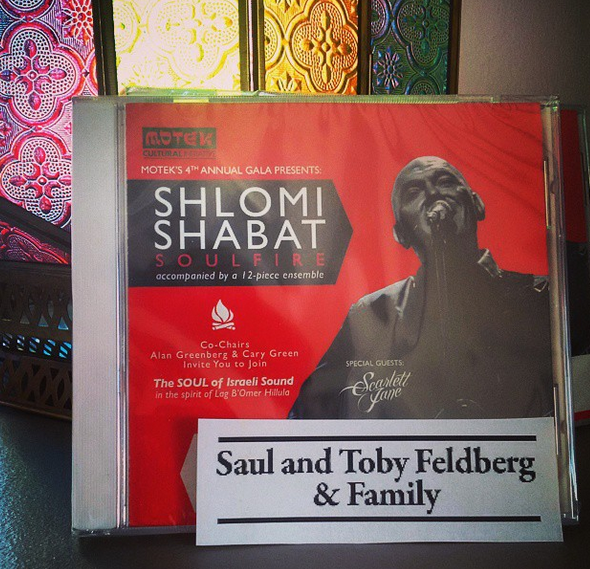 MOTEK
CULTURAL
MOTEK'S 4TH ANNUAL GALA PRESENTS:
SHLOMI
SHABAT
SOULFIRE
accompanied by a 12-piece ensemble
Co-Chairs
Alan Greenberg & Cary Green
Invite You to Join
The SOUL of Israeli Sound
in the spirit of Lag B'Omer Hillula
SPECIAL GUESTS:
Scarlett
Jane
Saul and Toby Feldberg
& Family